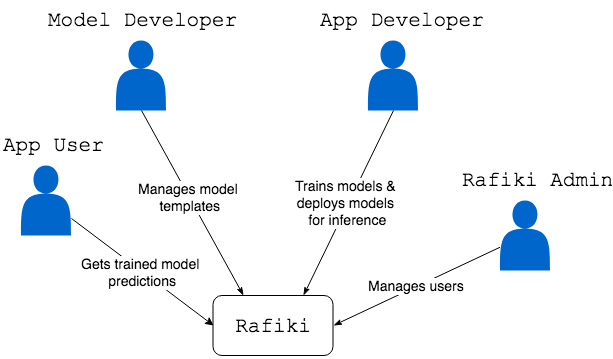 Model Developer
App Developer
App User
Rafiki Admin
Manages model
templates
Trains models &
deploys models
for inference
Gets trained model
predictions
Manages users
Rafiki